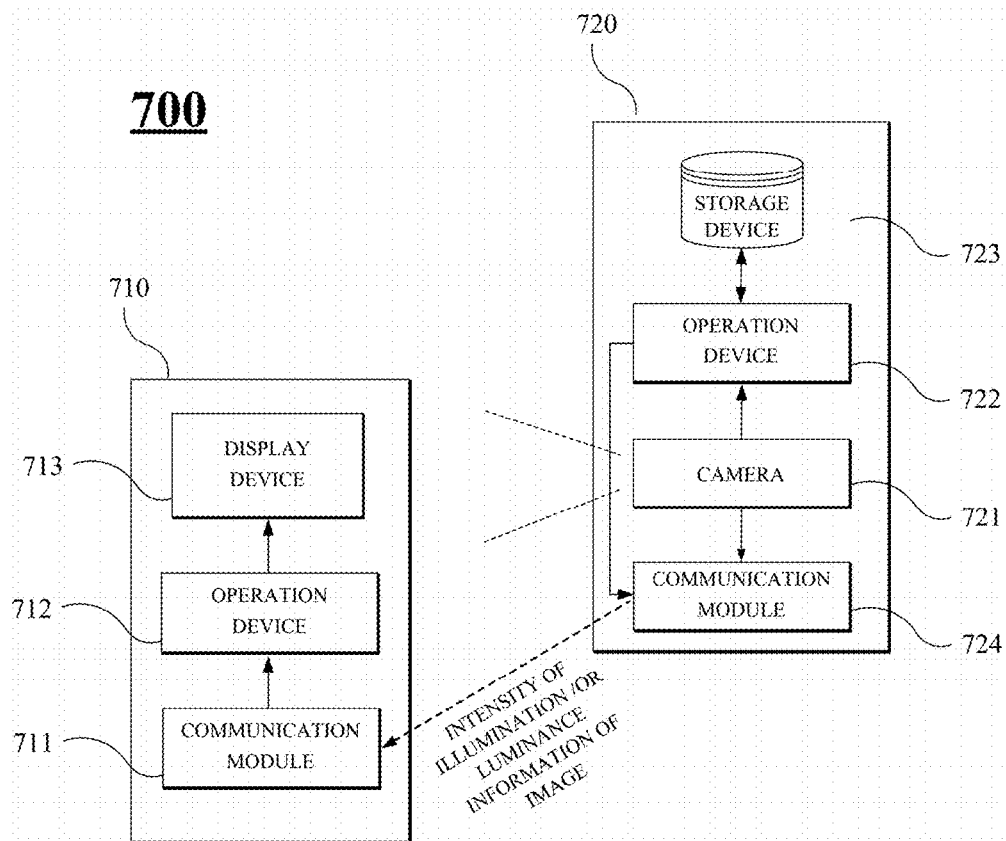 700
720
STORAGE
DEVICE
723
OPERATION
DEVICE
722
CAMERA
721
COMMUNICATION
MODULE
724
710
DISPLAY
DEVICE
713
OPERATION
DEVICE
712
COMMUNICATION
MODULE
711
INTENSITY OF
ILLUMINATION /OR
LUMINANCE
INFORMATION OF
IMAGE